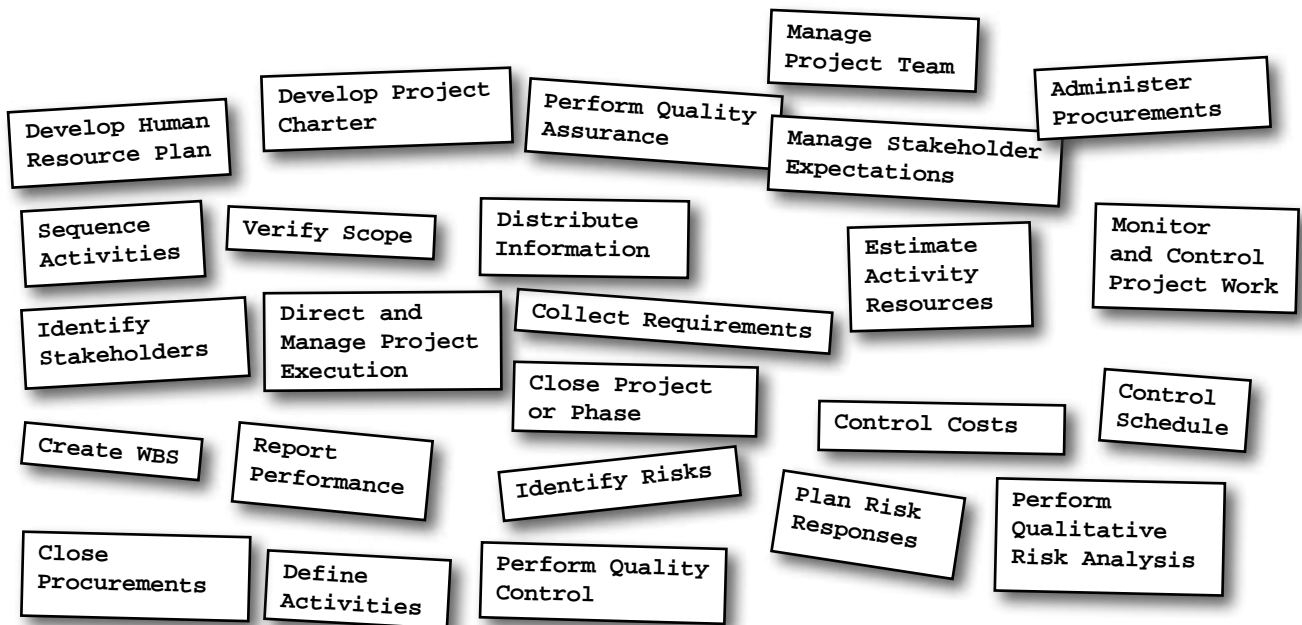 Manage
Project Team
Develop Project
Charter
Administer
Procurements
Perform Quality
Assurance
Develop Human
Resource Plan
Manage Stakeholder
Expectations
Sequence
Activities
Verify Scope
Distribute
Information
Estimate
Activity
Resources
Monitor
and Control
Project Work
Identify
Stakeholders
Direct and
Manage Project
Execution
Collect Requirements
Close Project
or Phase
Control Costs
Control
Schedule
Create WBS
Report
Performance
Identify Risks
Plan Risk
Responses
Perform
Qualitative
Risk Analysis
Close
Procurements
Define
Activities
Perform Quality
Control